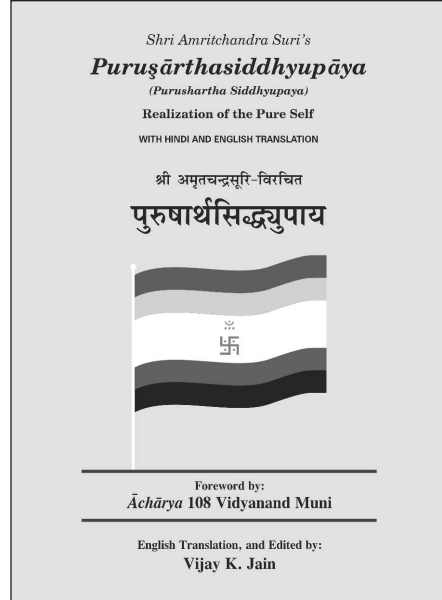 Shri Amritchandra Suri's
Puruşārthasiddhyupāya
(Purushartha Siddhyupaya)
Realization of the Pure Self
WITH HINDI AND ENGLISH TRANSLATION
श्री अमृतचन्द्रसूरि-विरचित
पुरुषार्थसिद्ध्युपाय
Foreword by:
Āchārya 108 Vidyanand Muni
English Translation, and Edited by:
Vijay K. Jain